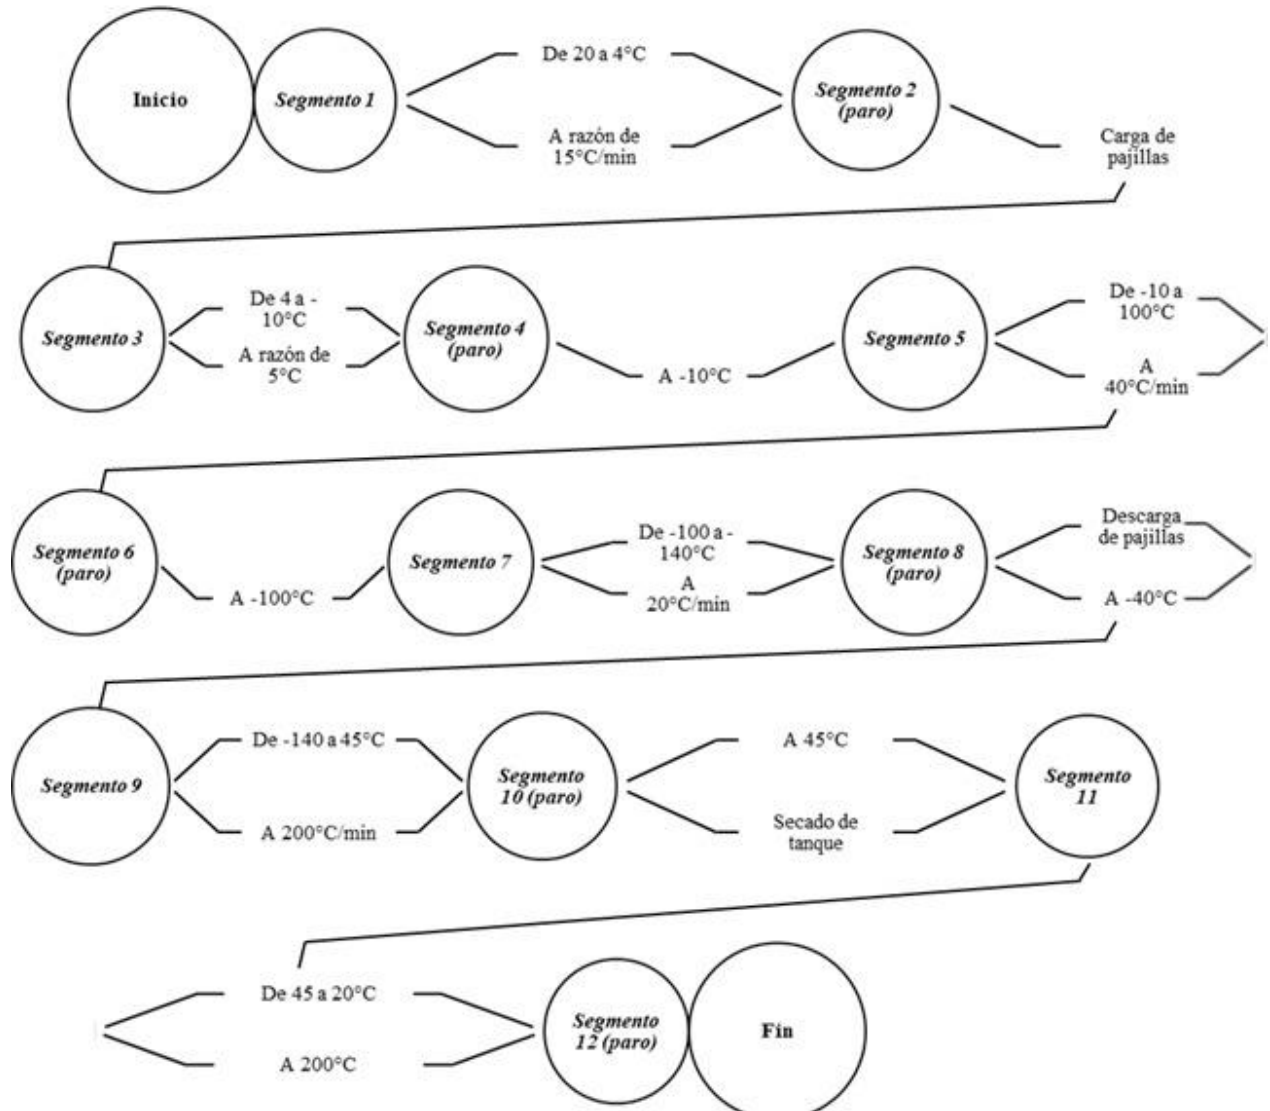 Inicio
Segmento 1
De 20 a 4°C
A razón de
15°C/min
Segmento 2
(paro)
Carga de
pajillas
Segmento 3
De 4 a -
10°C
A razón de
5°C
Segmento 4
(paro)
A -10°C
Segmento 5
De -10 a
100°C
A
40°C/min
Segmento 6
(paro)
A -100°C
Segmento 7
De -100 a -
140°C
A
20°C/min
Segmento 8
(paro)
Descarga
de pajillas
A -40°C
Segmento 9
De -140 a 45°C
A 200°C/min
Segmento
10 (paro)
A 45°C
Secado de
tanque
Segmento
11
De 45 a 20°C
A 200°C
Segmento
12 (paro)
Fin